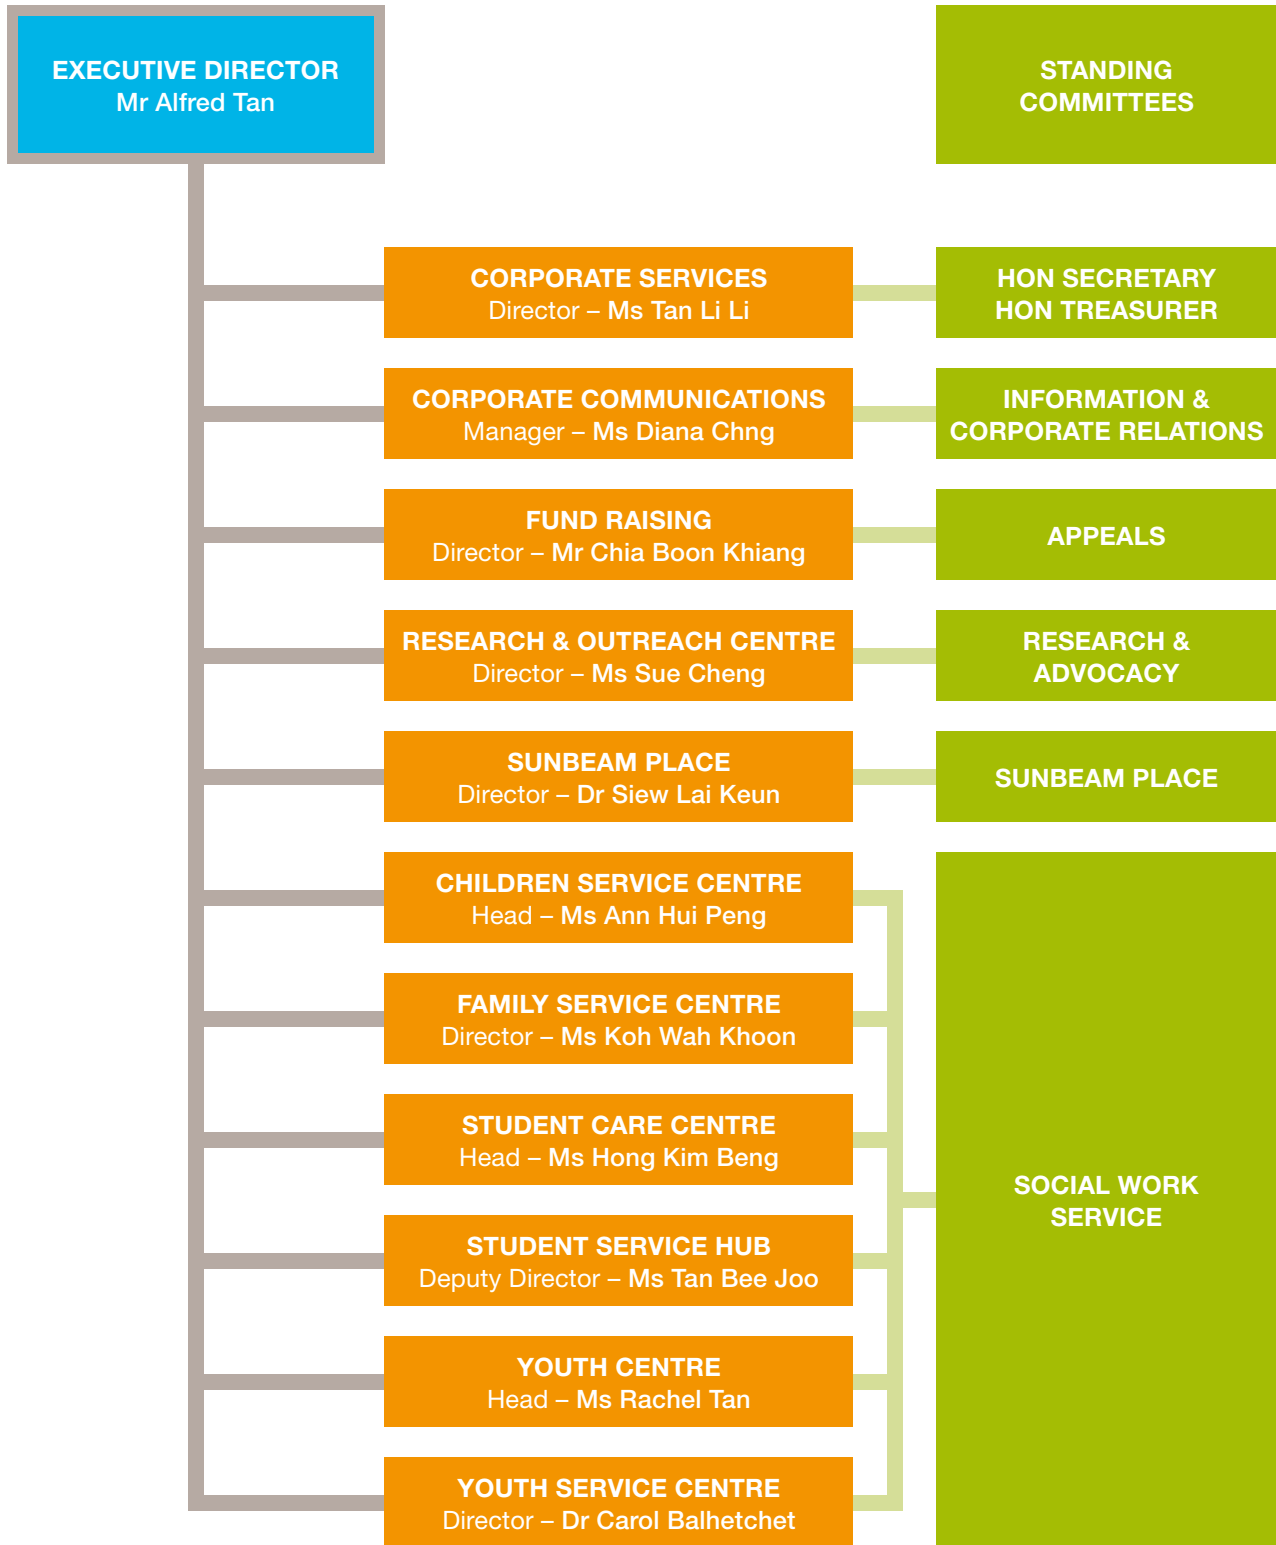 EXECUTIVE DIRECTOR
Mr Alfred Tan
STANDING
COMMITTEES
CORPORATE SERVICES
Director – Ms Tan Li Li
HON SECRETARY
HON TREASURER
CORPORATE COMMUNICATIONS
Manager – Ms Diana Chng
INFORMATION &
CORPORATE RELATIONS
FUND RAISING
Director – Mr Chia Boon Khiang
APPEALS
RESEARCH & OUTREACH CENTRE
Director – Ms Sue Cheng
RESEARCH &
ADVOCACY
SUNBEAM PLACE
Director – Dr Siew Lai Keun
SUNBEAM PLACE
CHILDREN SERVICE CENTRE
Head – Ms Ann Hui Peng
FAMILY SERVICE CENTRE
Director – Ms Koh Wah Khoon
STUDENT CARE CENTRE
Head – Ms Hong Kim Beng
STUDENT SERVICE HUB
Deputy Director – Ms Tan Bee Joo
YOUTH CENTRE
Head – Ms Rachel Tan
YOUTH SERVICE CENTRE
Director – Dr Carol Balhetchet
SOCIAL WORK
SERVICE